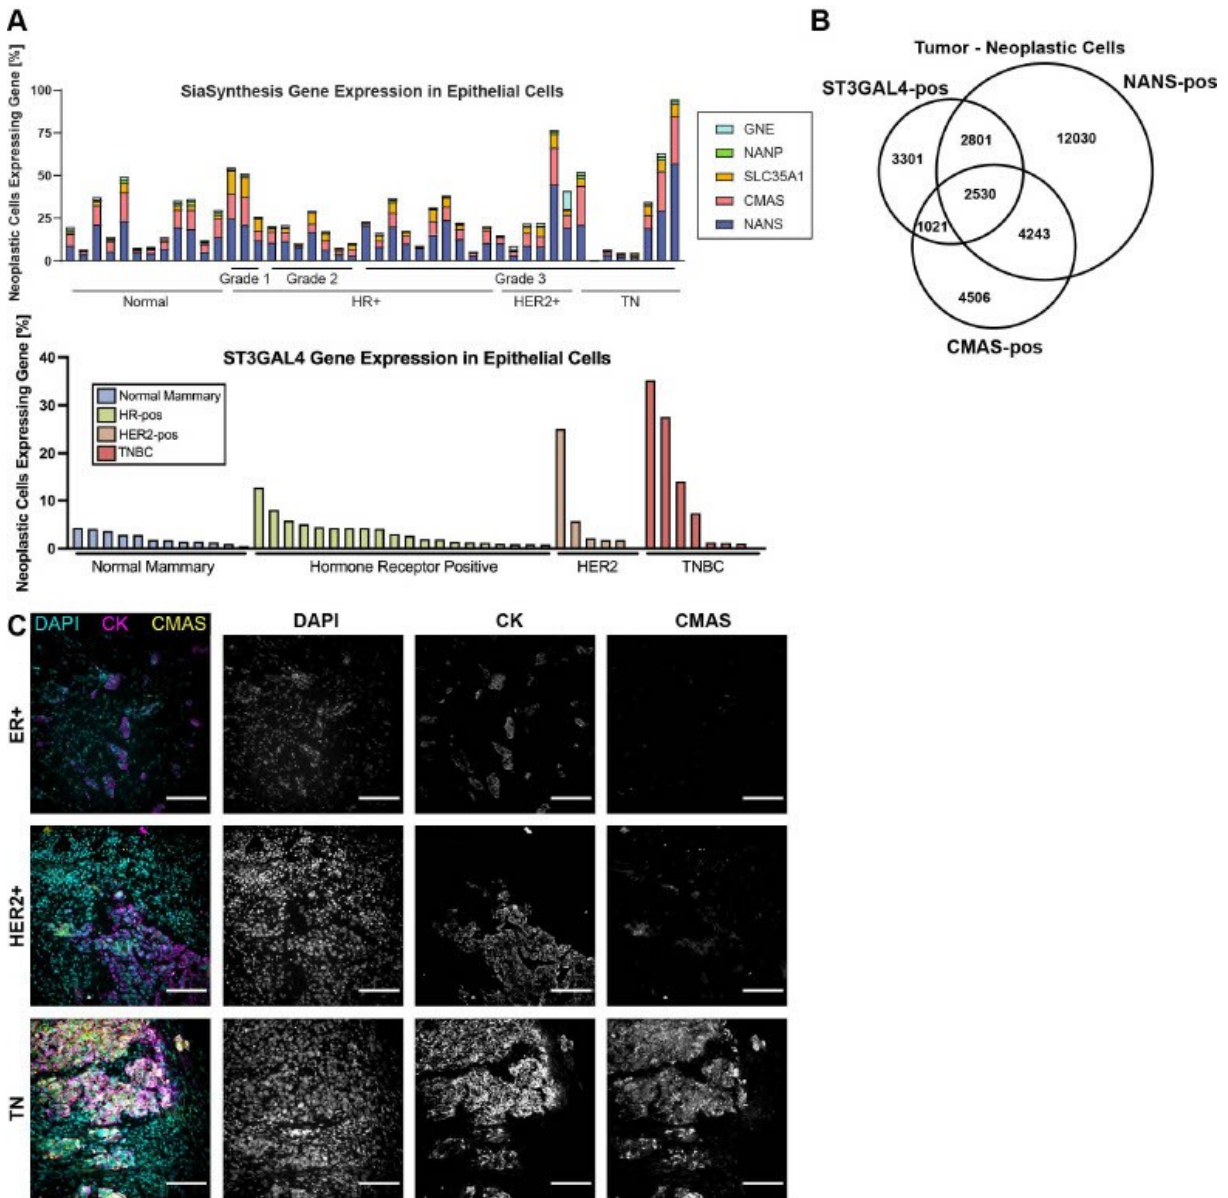 A
Neoplastic Cells Expressing Gene [%]
SiaSynthesis Gene Expression in Epithelial Cells
100
75
50
25
0
GNE
NANP
SLC35A1
CMAS
NANS
Grade 1 Grade 2 Grade 3
Normal HR+ HER2+ TN
Neoplastic Cells Expressing Gene [%]
ST3GAL4 Gene Expression in Epithelial Cells
40
30
20
10
0
Normal Mammary
HR-pos
HER2-pos
TNBC
Normal Mammary Hormone Receptor Positive HER2 TNBC
B
Tumor - Neoplastic Cells
ST3GAL4-pos
NANS-pos
3301
2801
12030
2530
1021
4243
4506
CMAS-pos
C
DAPI CK CMAS
DAPI CK CMAS
ER+
HER2+
TN